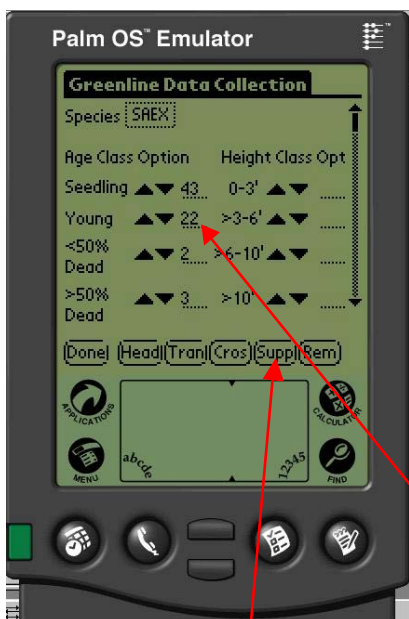 Palm OS™ Emulator
Greenline Data Collection
Species SAEX
Age Class Option Height Class Opt
Seedling 43 0-3'
Young 22 >3-6'
<50% Dead 2 >6-10'
>50% Dead 3 >10'
Done Head Tran Cros Suppl Rem
APPLICATIONS CALCULATOR
MENU abcde 12345 FIND